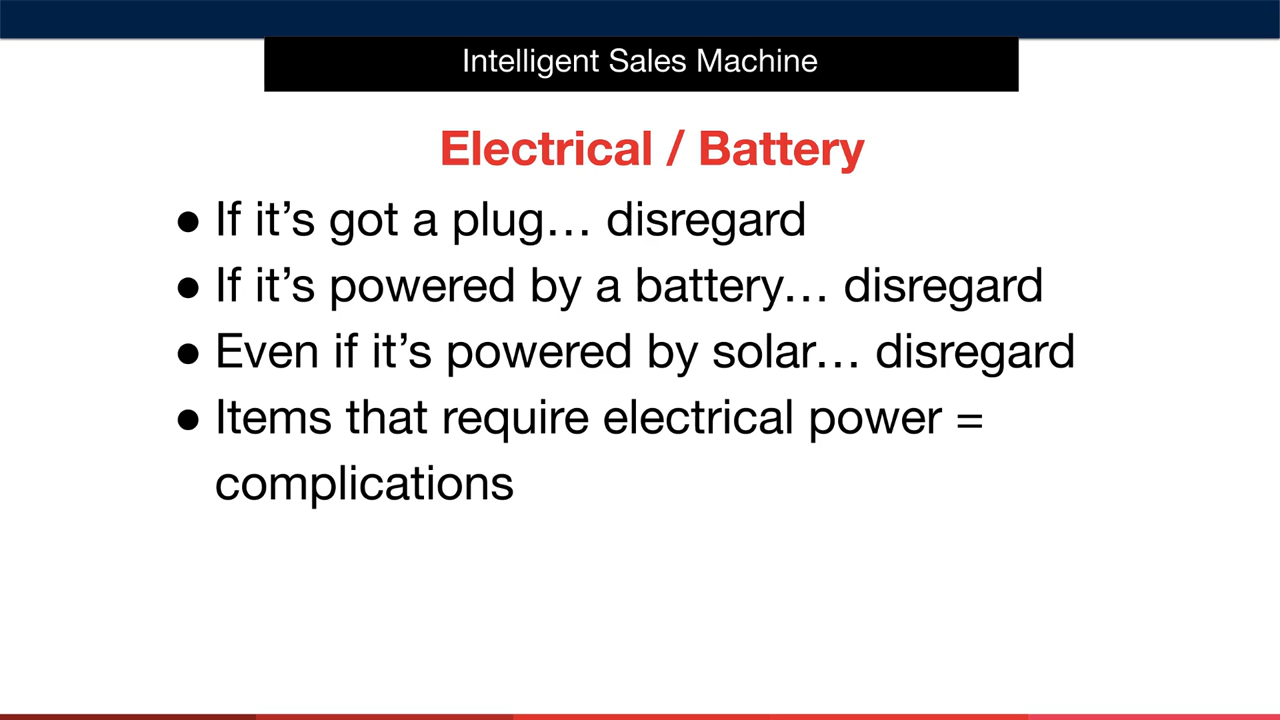 Intelligent Sales Machine
Electrical / Battery
● If it’s got a plug… disregard
● If it’s powered by a battery… disregard
● Even if it’s powered by solar… disregard
● Items that require electrical power =
complications